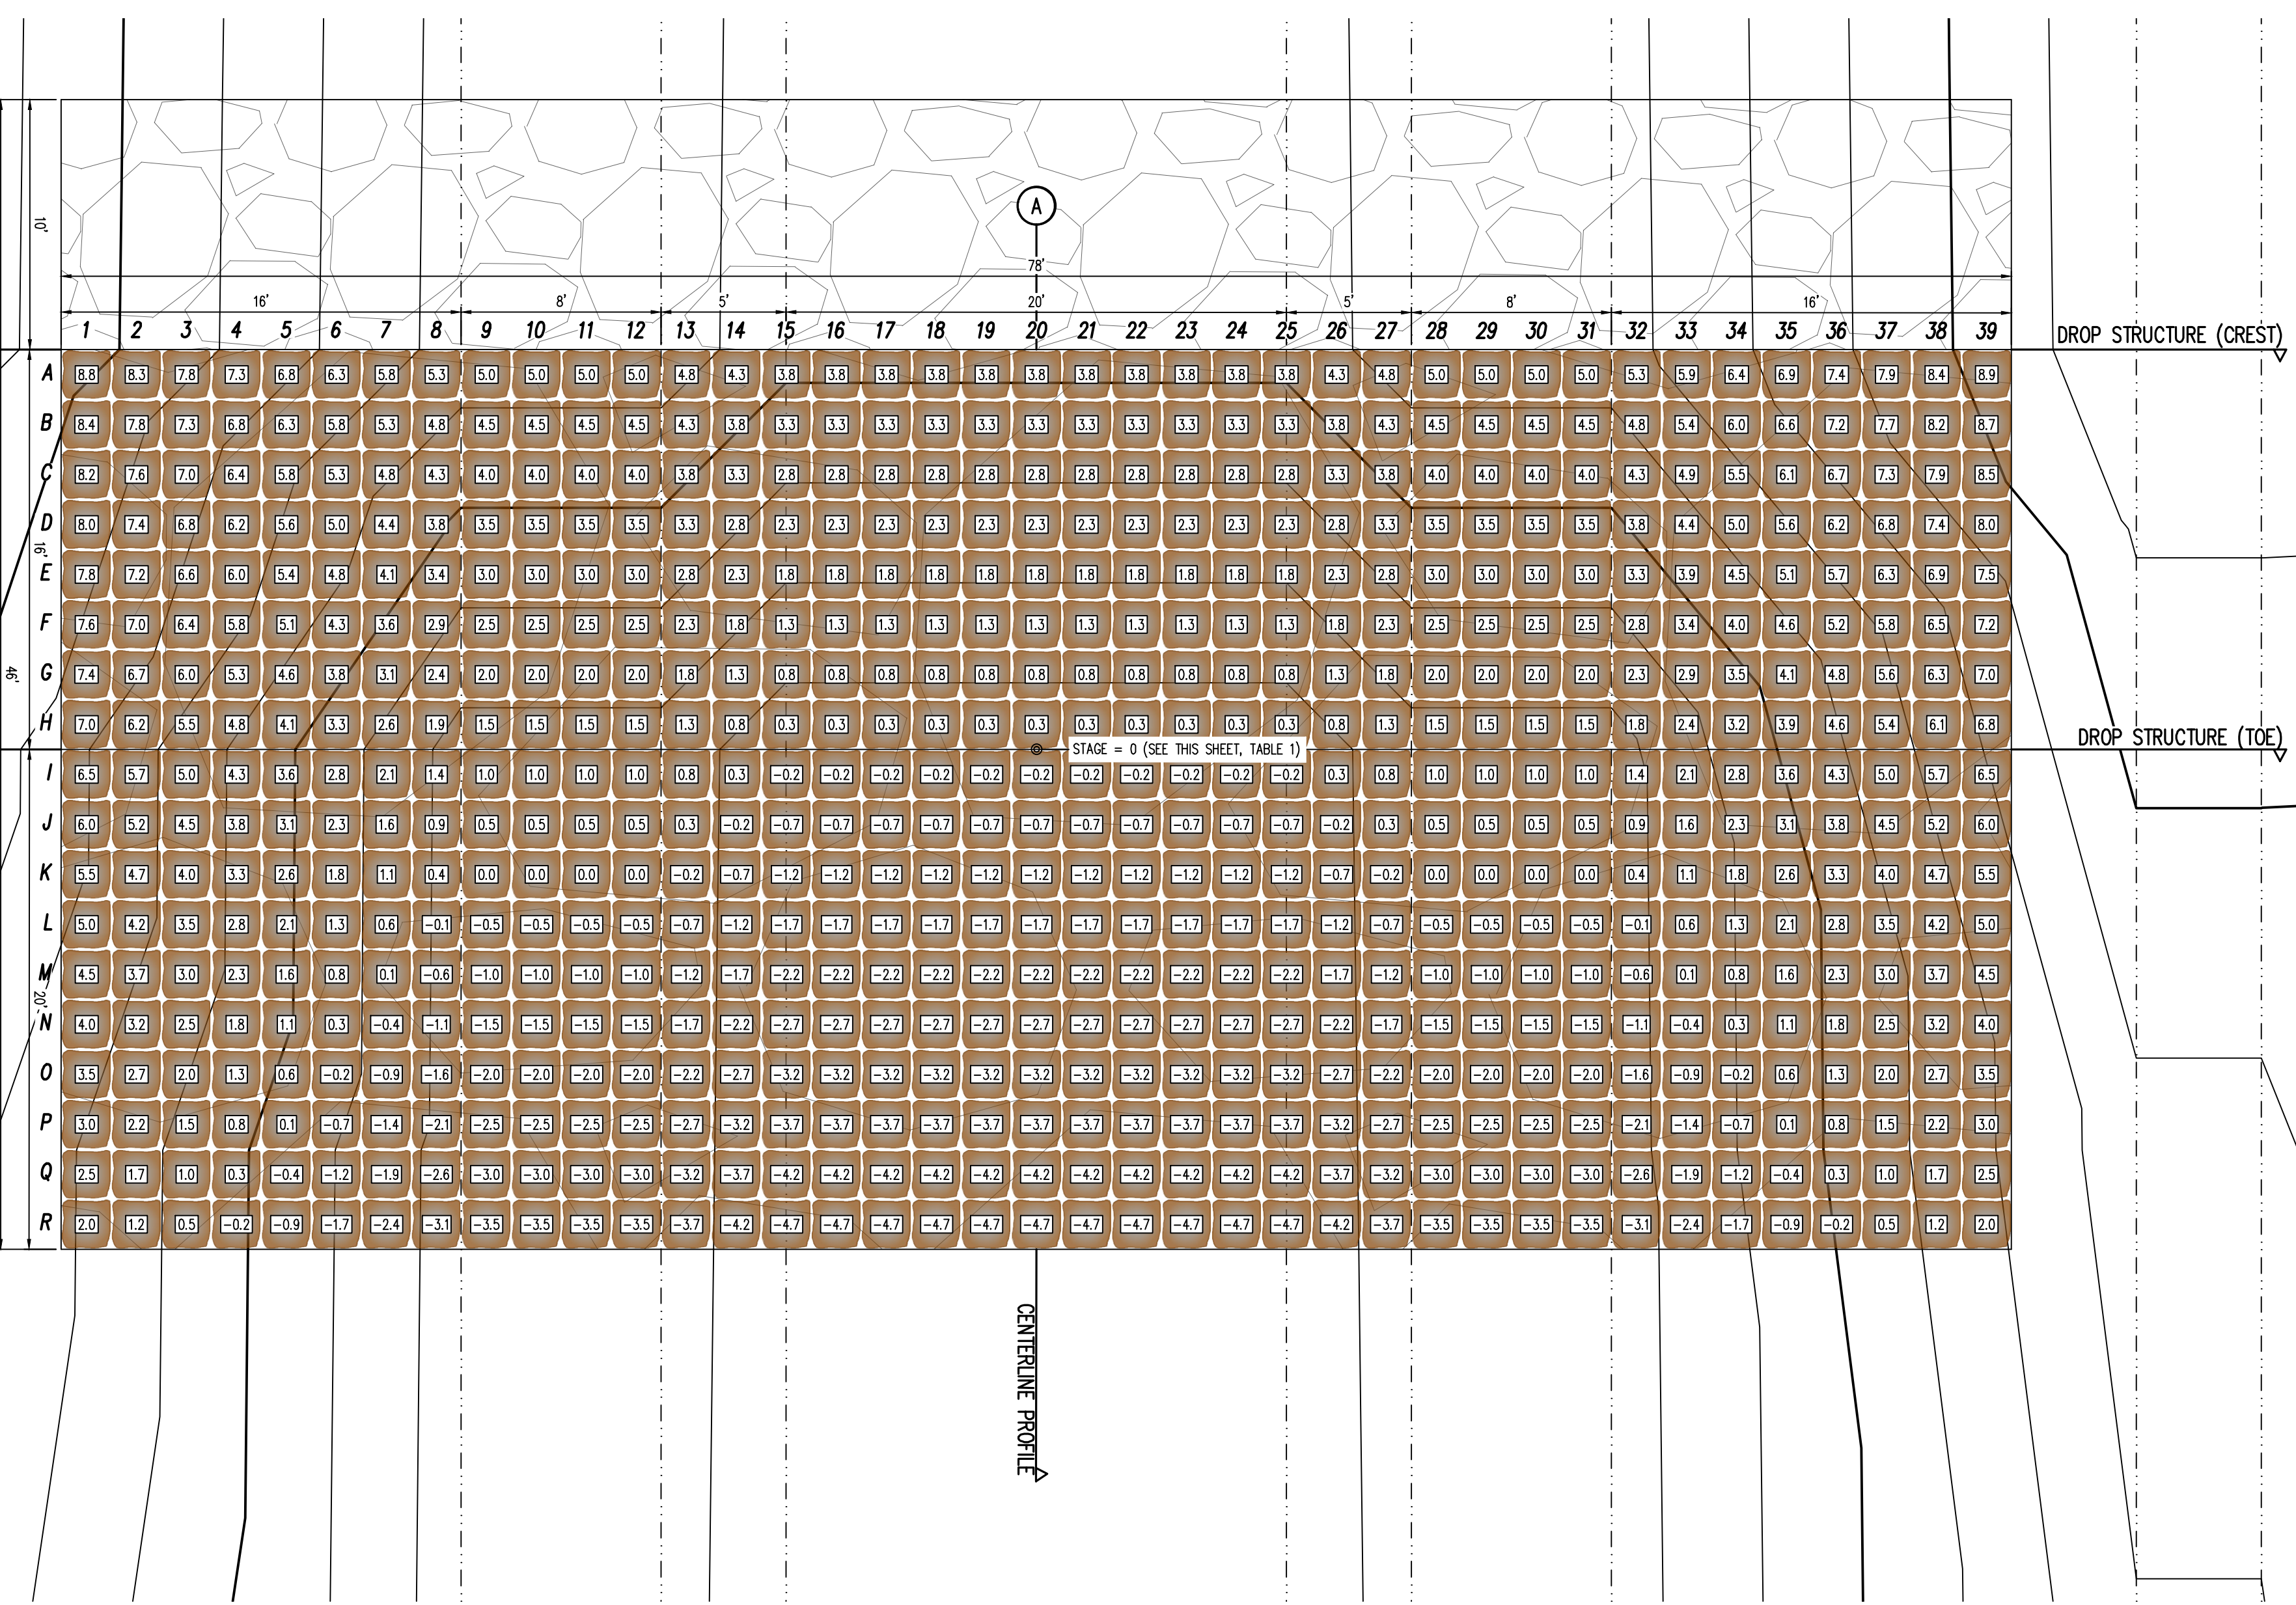 A
10'
78'
16' 8' 5' 20' 5' 8' 16'
1 2 3 4 5 6 7 8 9 10 11 12 13 14 15 16 17 18 19 20 21 22 23 24 25 26 27 28 29 30 31 32 33 34 35 36 37 38 39
DROP STRUCTURE (CREST)
A 8.8 8.3 7.8 7.3 6.8 6.3 5.8 5.3 5.0 5.0 5.0 5.0 4.8 4.3 3.8 3.8 3.8 3.8 3.8 3.8 3.8 3.8 3.8 3.8 3.8 4.3 4.8 5.0 5.0 5.0 5.0 5.3 5.9 6.4 6.9 7.4 7.9 8.4 8.9
B 8.4 7.8 7.3 6.8 6.3 5.8 5.3 4.8 4.5 4.5 4.5 4.5 4.3 3.8 3.3 3.3 3.3 3.3 3.3 3.3 3.3 3.3 3.3 3.3 3.3 3.8 4.3 4.5 4.5 4.5 4.5 4.8 5.4 6.0 6.6 7.2 7.7 8.2 8.7
C 8.2 7.6 7.0 6.4 5.8 5.3 4.8 4.3 4.0 4.0 4.0 4.0 3.8 3.3 2.8 2.8 2.8 2.8 2.8 2.8 2.8 2.8 2.8 2.8 2.8 3.3 3.8 4.0 4.0 4.0 4.0 4.3 4.9 5.5 6.1 6.7 7.3 7.9 8.5
D 8.0 7.4 6.8 6.2 5.6 5.0 4.4 3.8 3.5 3.5 3.5 3.5 3.3 2.8 2.3 2.3 2.3 2.3 2.3 2.3 2.3 2.3 2.3 2.3 2.3 2.8 3.3 3.5 3.5 3.5 3.5 3.8 4.4 5.0 5.6 6.2 6.8 7.4 8.0
16'
E 7.8 7.2 6.6 6.0 5.4 4.8 4.1 3.4 3.0 3.0 3.0 3.0 2.8 2.3 1.8 1.8 1.8 1.8 1.8 1.8 1.8 1.8 1.8 1.8 1.8 2.3 2.8 3.0 3.0 3.0 3.0 3.3 3.9 4.5 5.1 5.7 6.3 6.9 7.5
F 7.6 7.0 6.4 5.8 5.1 4.3 3.6 2.9 2.5 2.5 2.5 2.5 2.3 1.8 1.3 1.3 1.3 1.3 1.3 1.3 1.3 1.3 1.3 1.3 1.3 1.8 2.3 2.5 2.5 2.5 2.5 2.8 3.4 4.0 4.6 5.2 5.8 6.5 7.2
46'
G 7.4 6.7 6.0 5.3 4.6 3.8 3.1 2.4 2.0 2.0 2.0 2.0 1.8 1.3 0.8 0.8 0.8 0.8 0.8 0.8 0.8 0.8 0.8 0.8 0.8 1.3 1.8 2.0 2.0 2.0 2.0 2.3 2.9 3.5 4.1 4.8 5.6 6.3 7.0
H 7.0 6.2 5.5 4.8 4.1 3.3 2.6 1.9 1.5 1.5 1.5 1.5 1.3 0.8 0.3 0.3 0.3 0.3 0.3 0.3 0.3 0.3 0.3 0.3 0.3 0.8 1.3 1.5 1.5 1.5 1.5 1.8 2.4 3.2 3.9 4.6 5.4 6.1 6.8
DROP STRUCTURE (TOE)
STAGE = 0 (SEE THIS SHEET, TABLE 1)
I 6.5 5.7 5.0 4.3 3.6 2.8 2.1 1.4 1.0 1.0 1.0 1.0 0.8 0.3 -0.2 -0.2 -0.2 -0.2 -0.2 -0.2 -0.2 -0.2 -0.2 -0.2 -0.2 0.3 0.8 1.0 1.0 1.0 1.0 1.4 2.1 2.8 3.6 4.3 5.0 5.7 6.5
J 6.0 5.2 4.5 3.8 3.1 2.3 1.6 0.9 0.5 0.5 0.5 0.5 0.3 -0.2 -0.7 -0.7 -0.7 -0.7 -0.7 -0.7 -0.7 -0.7 -0.7 -0.7 -0.7 -0.2 0.3 0.5 0.5 0.5 0.5 0.9 1.6 2.3 3.1 3.8 4.5 5.2 6.0
K 5.5 4.7 4.0 3.3 2.6 1.8 1.1 0.4 0.0 0.0 0.0 0.0 -0.2 -0.7 -1.2 -1.2 -1.2 -1.2 -1.2 -1.2 -1.2 -1.2 -1.2 -1.2 -1.2 -0.7 -0.2 0.0 0.0 0.0 0.0 0.4 1.1 1.8 2.6 3.3 4.0 4.7 5.5
L 5.0 4.2 3.5 2.8 2.1 1.3 0.6 -0.1 -0.5 -0.5 -0.5 -0.5 -0.7 -1.2 -1.7 -1.7 -1.7 -1.7 -1.7 -1.7 -1.7 -1.7 -1.7 -1.7 -1.7 -1.2 -0.7 -0.5 -0.5 -0.5 -0.5 -0.1 0.6 1.3 2.1 2.8 3.5 4.2 5.0
M 4.5 3.7 3.0 2.3 1.6 0.8 0.1 -0.6 -1.0 -1.0 -1.0 -1.0 -1.2 -1.7 -2.2 -2.2 -2.2 -2.2 -2.2 -2.2 -2.2 -2.2 -2.2 -2.2 -2.2 -1.7 -1.2 -1.0 -1.0 -1.0 -1.0 -0.6 0.1 0.8 1.6 2.3 3.0 3.7 4.5
20'
N 4.0 3.2 2.5 1.8 1.1 0.3 -0.4 -1.1 -1.5 -1.5 -1.5 -1.5 -1.7 -2.2 -2.7 -2.7 -2.7 -2.7 -2.7 -2.7 -2.7 -2.7 -2.7 -2.7 -2.7 -2.2 -1.7 -1.5 -1.5 -1.5 -1.5 -1.1 -0.4 0.3 1.1 1.8 2.5 3.2 4.0
O 3.5 2.7 2.0 1.3 0.6 -0.2 -0.9 -1.6 -2.0 -2.0 -2.0 -2.0 -2.2 -2.7 -3.2 -3.2 -3.2 -3.2 -3.2 -3.2 -3.2 -3.2 -3.2 -3.2 -3.2 -2.7 -2.2 -2.0 -2.0 -2.0 -2.0 -1.6 -0.9 -0.2 0.6 1.3 2.0 2.7 3.5
P 3.0 2.2 1.5 0.8 0.1 -0.7 -1.4 -2.1 -2.5 -2.5 -2.5 -2.5 -2.7 -3.2 -3.7 -3.7 -3.7 -3.7 -3.7 -3.7 -3.7 -3.7 -3.7 -3.7 -3.7 -3.2 -2.7 -2.5 -2.5 -2.5 -2.5 -2.1 -1.4 -0.7 0.1 0.8 1.5 2.2 3.0
Q 2.5 1.7 1.0 0.3 -0.4 -1.2 -1.9 -2.6 -3.0 -3.0 -3.0 -3.0 -3.2 -3.7 -4.2 -4.2 -4.2 -4.2 -4.2 -4.2 -4.2 -4.2 -4.2 -4.2 -4.2 -3.7 -3.2 -3.0 -3.0 -3.0 -3.0 -2.6 -1.9 -1.2 -0.4 0.3 1.0 1.7 2.5
R 2.0 1.2 0.5 -0.2 -0.9 -1.7 -2.4 -3.1 -3.5 -3.5 -3.5 -3.5 -3.7 -4.2 -4.7 -4.7 -4.7 -4.7 -4.7 -4.7 -4.7 -4.7 -4.7 -4.7 -4.7 -4.2 -3.7 -3.5 -3.5 -3.5 -3.5 -3.1 -2.4 -1.7 -0.9 -0.2 0.5 1.2 2.0
CENTERLINE PROFILE